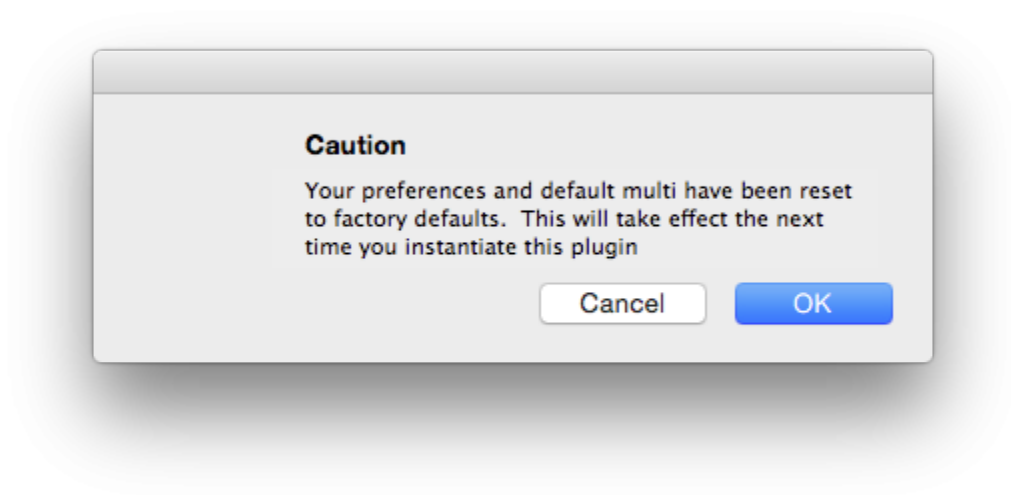 Caution
Your preferences and default multi have been reset
to factory defaults.  This will take effect the next
time you instantiate this plugin
Cancel OK